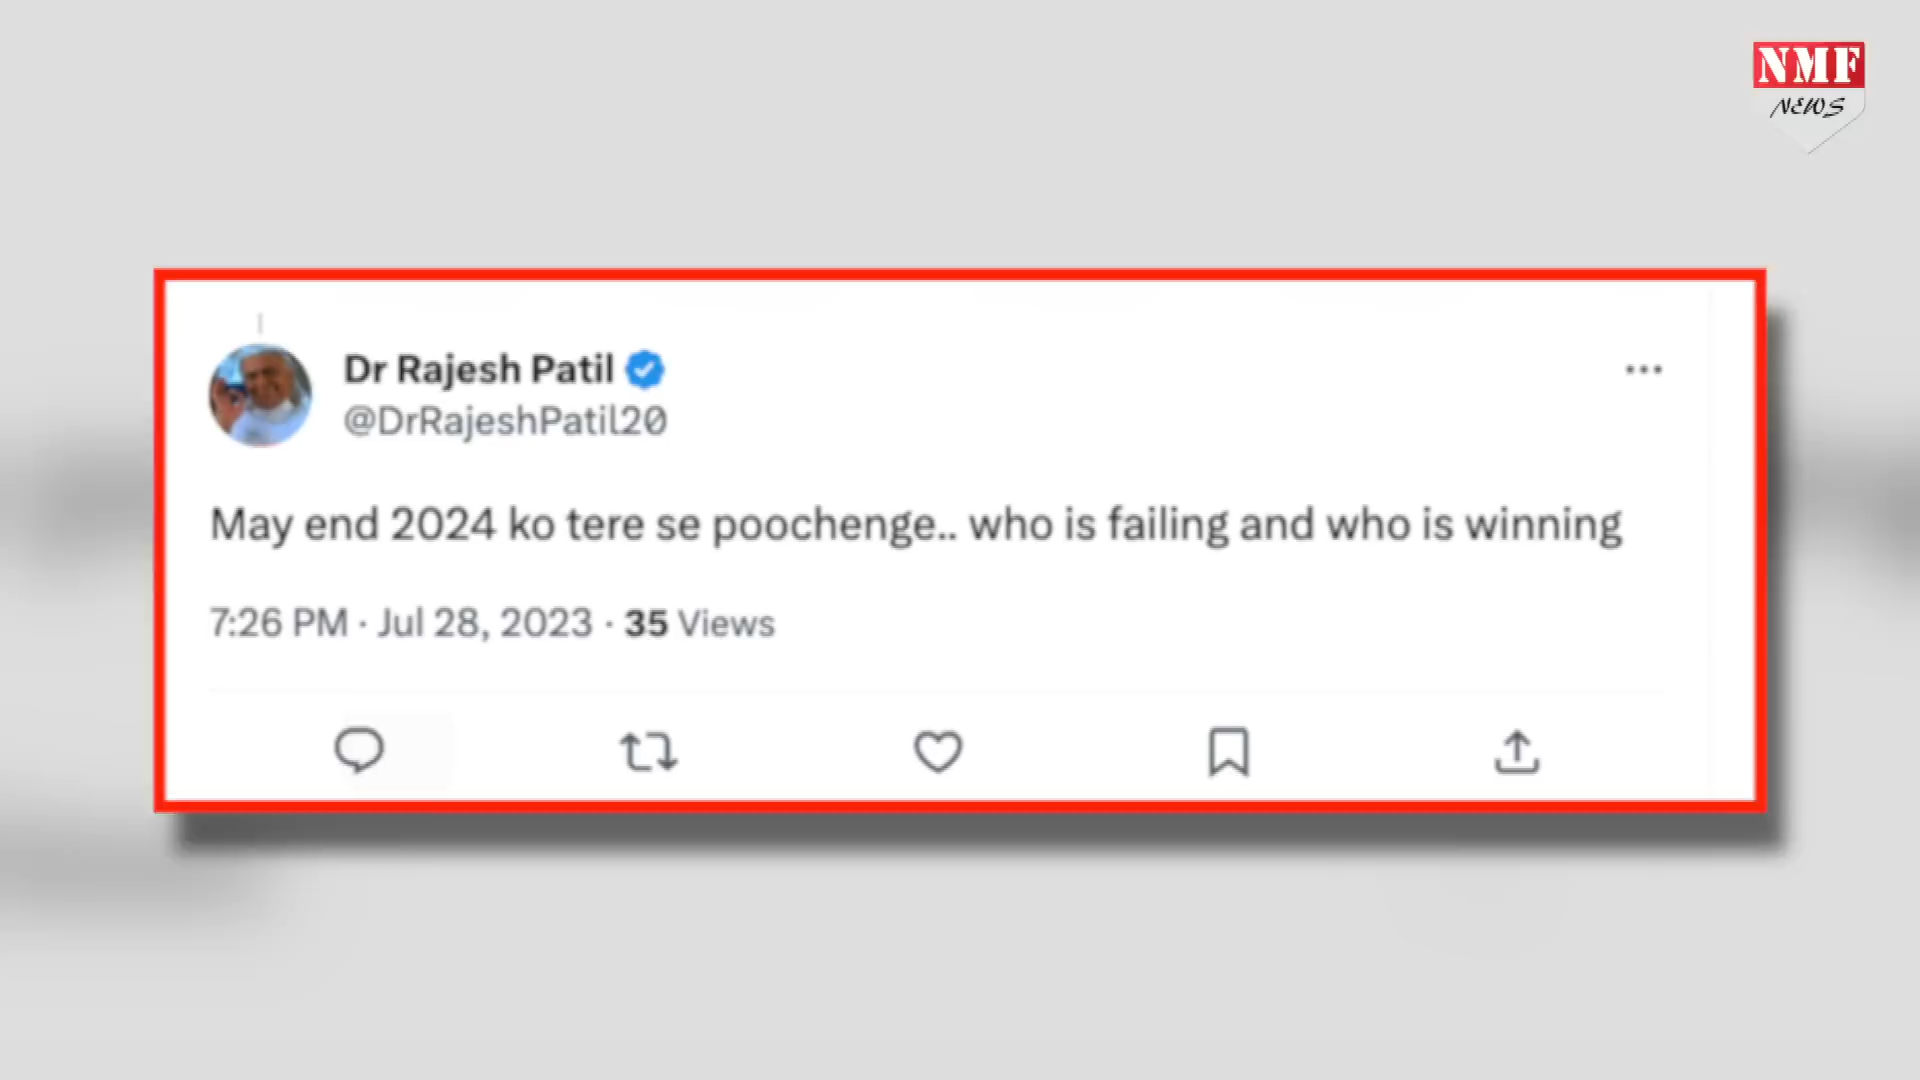 NMF
NEWS
Dr Rajesh Patil
@DrRajeshPatil20
May end 2024 ko tere se poochenge.. who is failing and who is winning
7:26 PM · Jul 28, 2023 · 35 Views